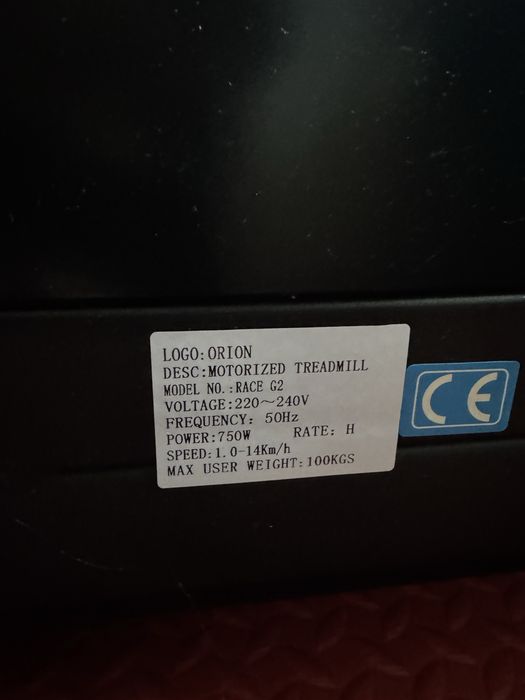 LOGO:ORION
DESC:MOTORIZED TREADMILL
MODEL NO.:RACE G2
VOLTAGE:220~240V
FREQUENCY: 50Hz
POWER:750W RATE: H
SPEED:1.0-14Km/h
MAX USER WEIGHT:100KGS
CE